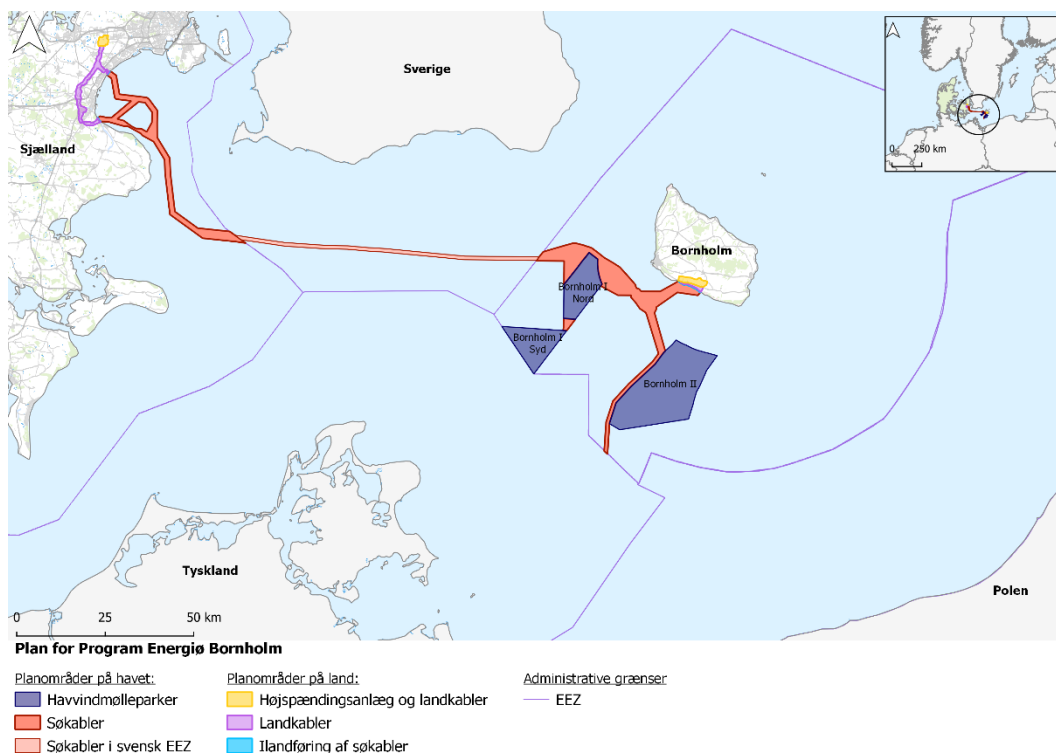 Sverige
Sjælland
0 250 km
Bornholm
Bornholm I
Nord
Bornholm I
Syd
Bornholm II
Tyskland
Polen
0 25 50 km
Plan for Program Energiø Bornholm
Planområder på havet:
Havvindmølleparker
Søkabler
Søkabler i svensk EEZ
Planområder på land:
Højspændingsanlæg og landkabler
Landkabler
Ilandføring af søkabler
Administrative grænser
EEZ